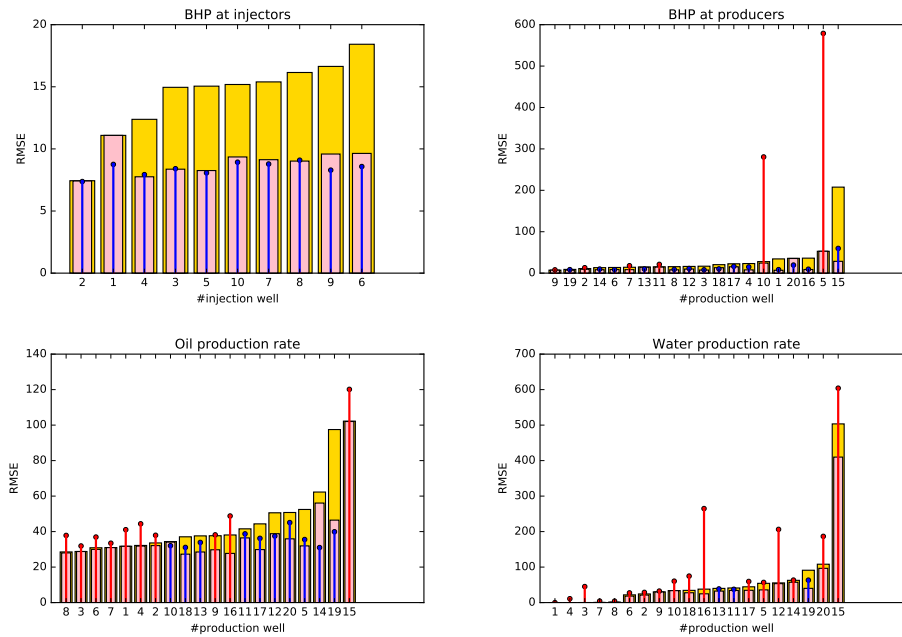 BHP at injectors
20
15
10
5
0
RMSE
2 1 4 3 5 10 7 8 9 6
#injection well
BHP at producers
600
500
400
300
200
100
0
RMSE
9 19 2 14 6 7 13 11 8 12 3 18 17 4 10 1 20 16 5 15
#production well
Oil production rate
140
120
100
80
60
40
20
0
RMSE
8 3 6 7 1 4 2 10 18 13 9 16 11 17 12 20 5 14 19 15
#production well
Water production rate
700
600
500
400
300
200
100
0
RMSE
1 4 3 7 8 6 2 9 10 18 16 13 11 17 5 12 14 19 20 15
#production well